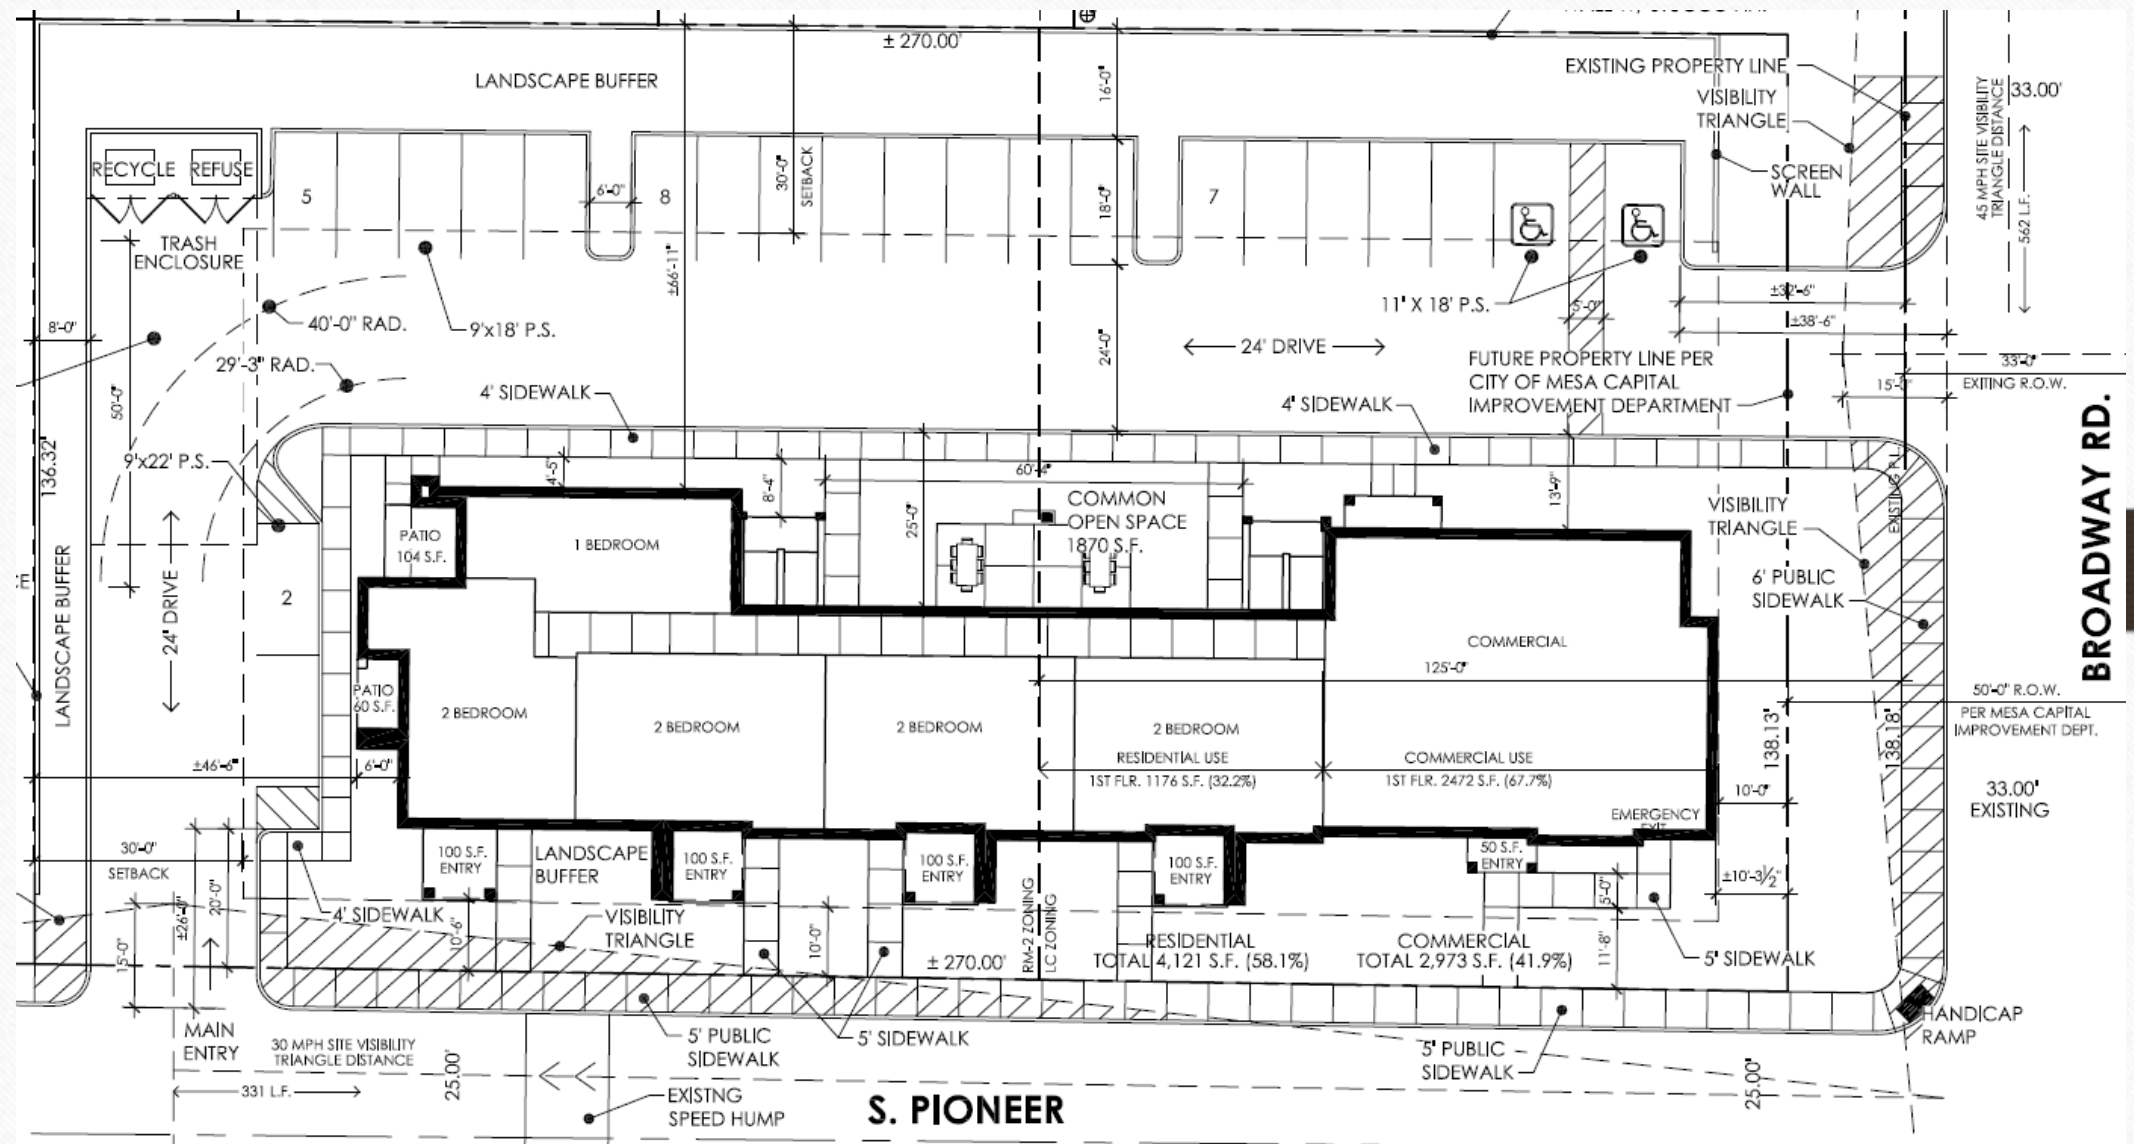 ± 270.00'
LANDSCAPE BUFFER
16'-0"
EXISTING PROPERTY LINE
VISIBILITY
TRIANGLE
SCREEN
WALL
45 MPH SITE VISIBILITY
TRIANGLE DISTANCE
562 L.F.
33.00'
RECYCLE
REFUSE
TRASH
ENCLOSURE
5
6'-0"
8
30'-0"
SETBACK
18'-0"
7
±66'-11"
11' X 18' P.S.
5'-0"
±32'-6"
±38'-6"
8'-0"
40'-0" RAD.
9'x18' P.S.
29'-3" RAD.
24'-0"
24' DRIVE
FUTURE PROPERTY LINE PER
CITY OF MESA CAPITAL
IMPROVEMENT DEPARTMENT
33'-0"
EXITING R.O.W.
50'-0"
4' SIDEWALK
4' SIDEWALK
136.32'
9'x22' P.S.
4'-5"
8'-4"
60'-4"
25'-0"
13'-9"
COMMON
OPEN SPACE
1870 S.F.
VISIBILITY
TRIANGLE
EXISTING P.L.
BROADWAY RD.
PATIO
104 S.F.
1 BEDROOM
6' PUBLIC
SIDEWALK
LANDSCAPE BUFFER
24' DRIVE
2
COMMERCIAL
125'-0"
PATIO
60 S.F.
2 BEDROOM
2 BEDROOM
2 BEDROOM
2 BEDROOM
RESIDENTIAL USE
1ST FLR. 1176 S.F. (32.2%)
COMMERCIAL USE
1ST FLR. 2472 S.F. (67.7%)
138.13'
138.18'
50'-0" R.O.W.
PER MESA CAPITAL
IMPROVEMENT DEPT.
±46'-6"
6'-0"
10'-0"
33.00'
EXISTING
EMERGENCY
EXIT
30'-0"
SETBACK
100 S.F.
ENTRY
LANDSCAPE
BUFFER
100 S.F.
ENTRY
100 S.F.
ENTRY
100 S.F.
ENTRY
50 S.F.
ENTRY
±10'-3½"
5'-0"
20'-0"
±26'-0"
15'-0"
4' SIDEWALK
10'-6"
VISIBILITY
TRIANGLE
10'-0"
± 270.00'
RM-2 ZONING
LC ZONING
RESIDENTIAL
TOTAL 4,121 S.F. (58.1%)
COMMERCIAL
TOTAL 2,973 S.F. (41.9%)
11'-8"
5' SIDEWALK
MAIN
ENTRY
30 MPH SITE VISIBILITY
TRIANGLE DISTANCE
331 L.F.
25.00'
5' PUBLIC
SIDEWALK
5' SIDEWALK
5' PUBLIC
SIDEWALK
HANDICAP
RAMP
25.00'
EXISTNG
SPEED HUMP
S. PIONEER